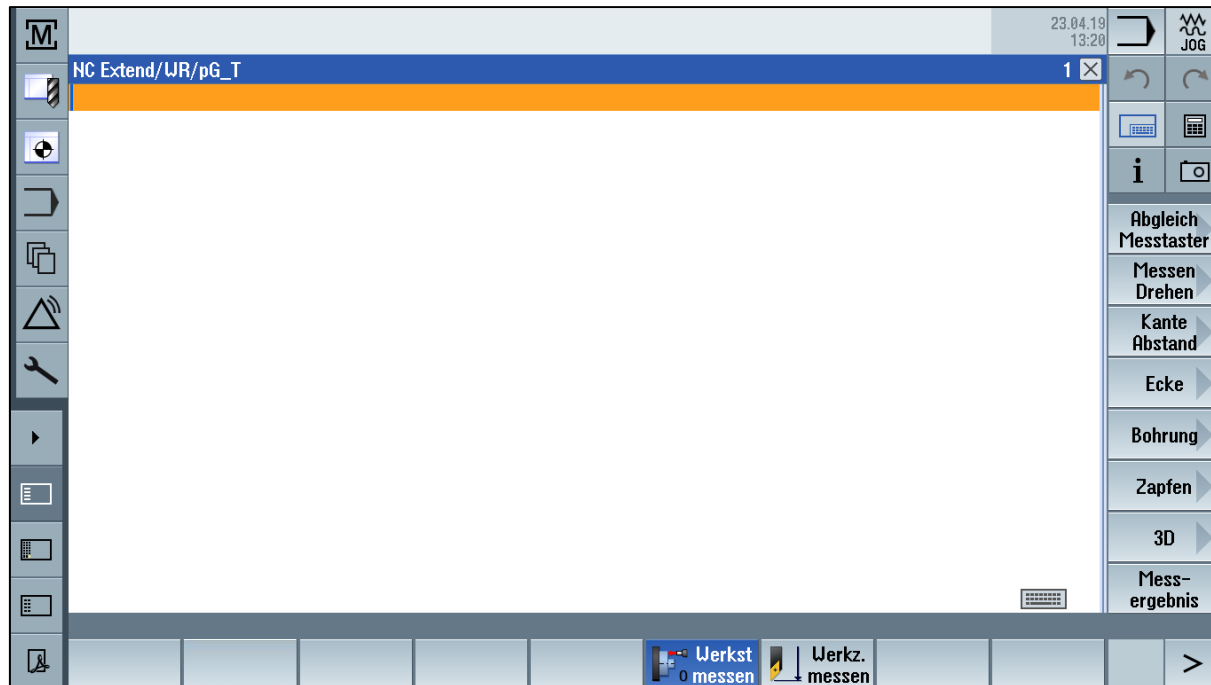 M
23.04.19
13:20
JOG
NC Extend/WR/pG_T
1
i
Abgleich
Messtaster
Messen
Drehen
Kante
Abstand
Ecke
Bohrung
Zapfen
3D
Mess-
ergebnis
Werkst
0 messen
Werkz.
messen
>